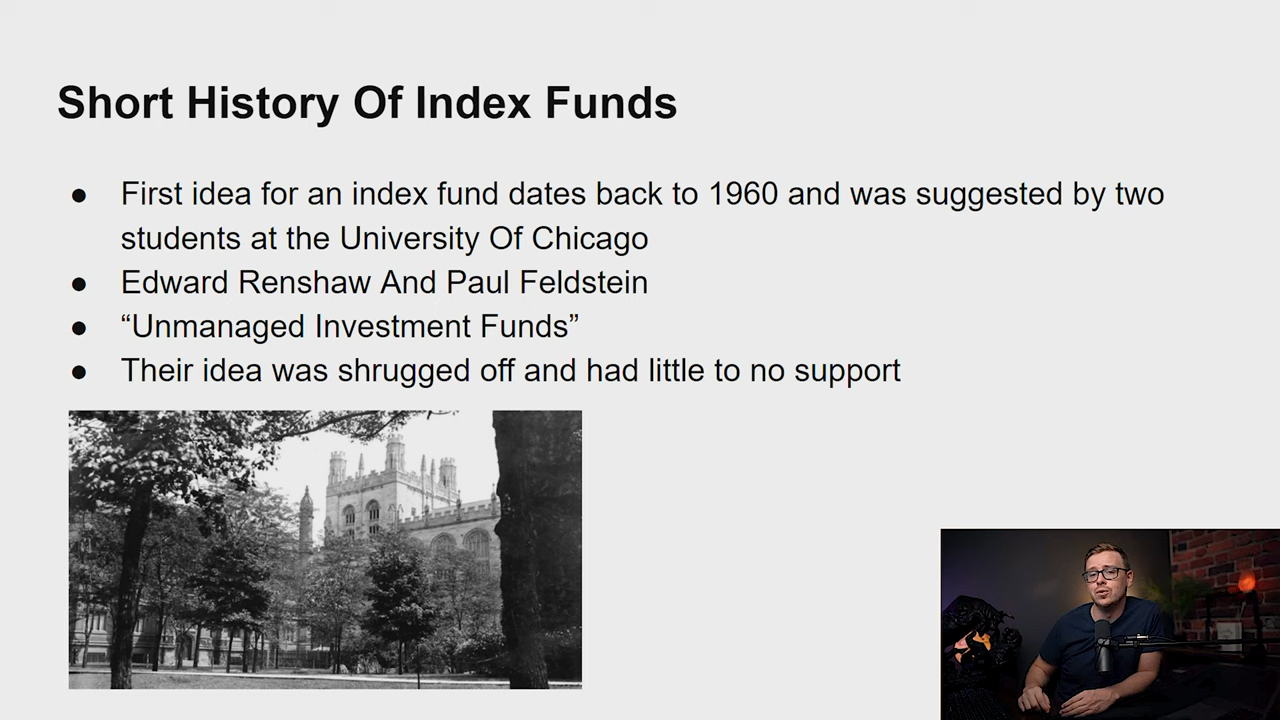 Short History Of Index Funds
● First idea for an index fund dates back to 1960 and was suggested by two
students at the University Of Chicago
● Edward Renshaw And Paul Feldstein
● “Unmanaged Investment Funds”
● Their idea was shrugged off and had little to no support